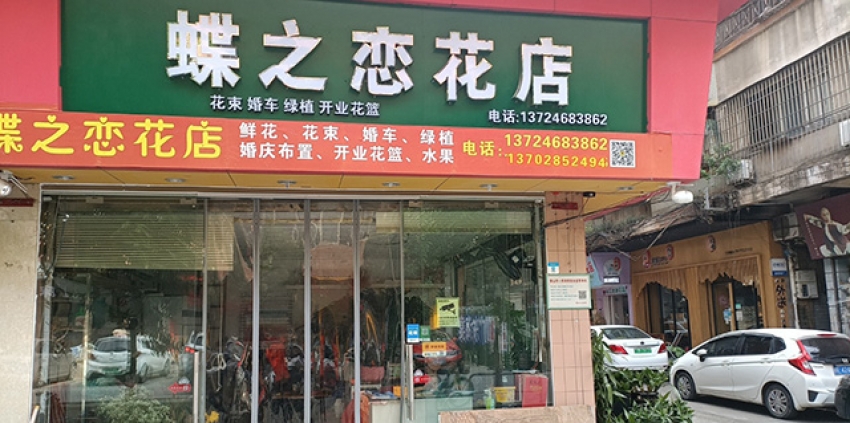 蝶之恋花店
花束 婚车 绿植 开业花篮
电话:13724683862
蝶之恋花店
鲜花、花束、婚车、绿植
婚庆布置、开业花篮、水果
电话:
13724683862
13702852494